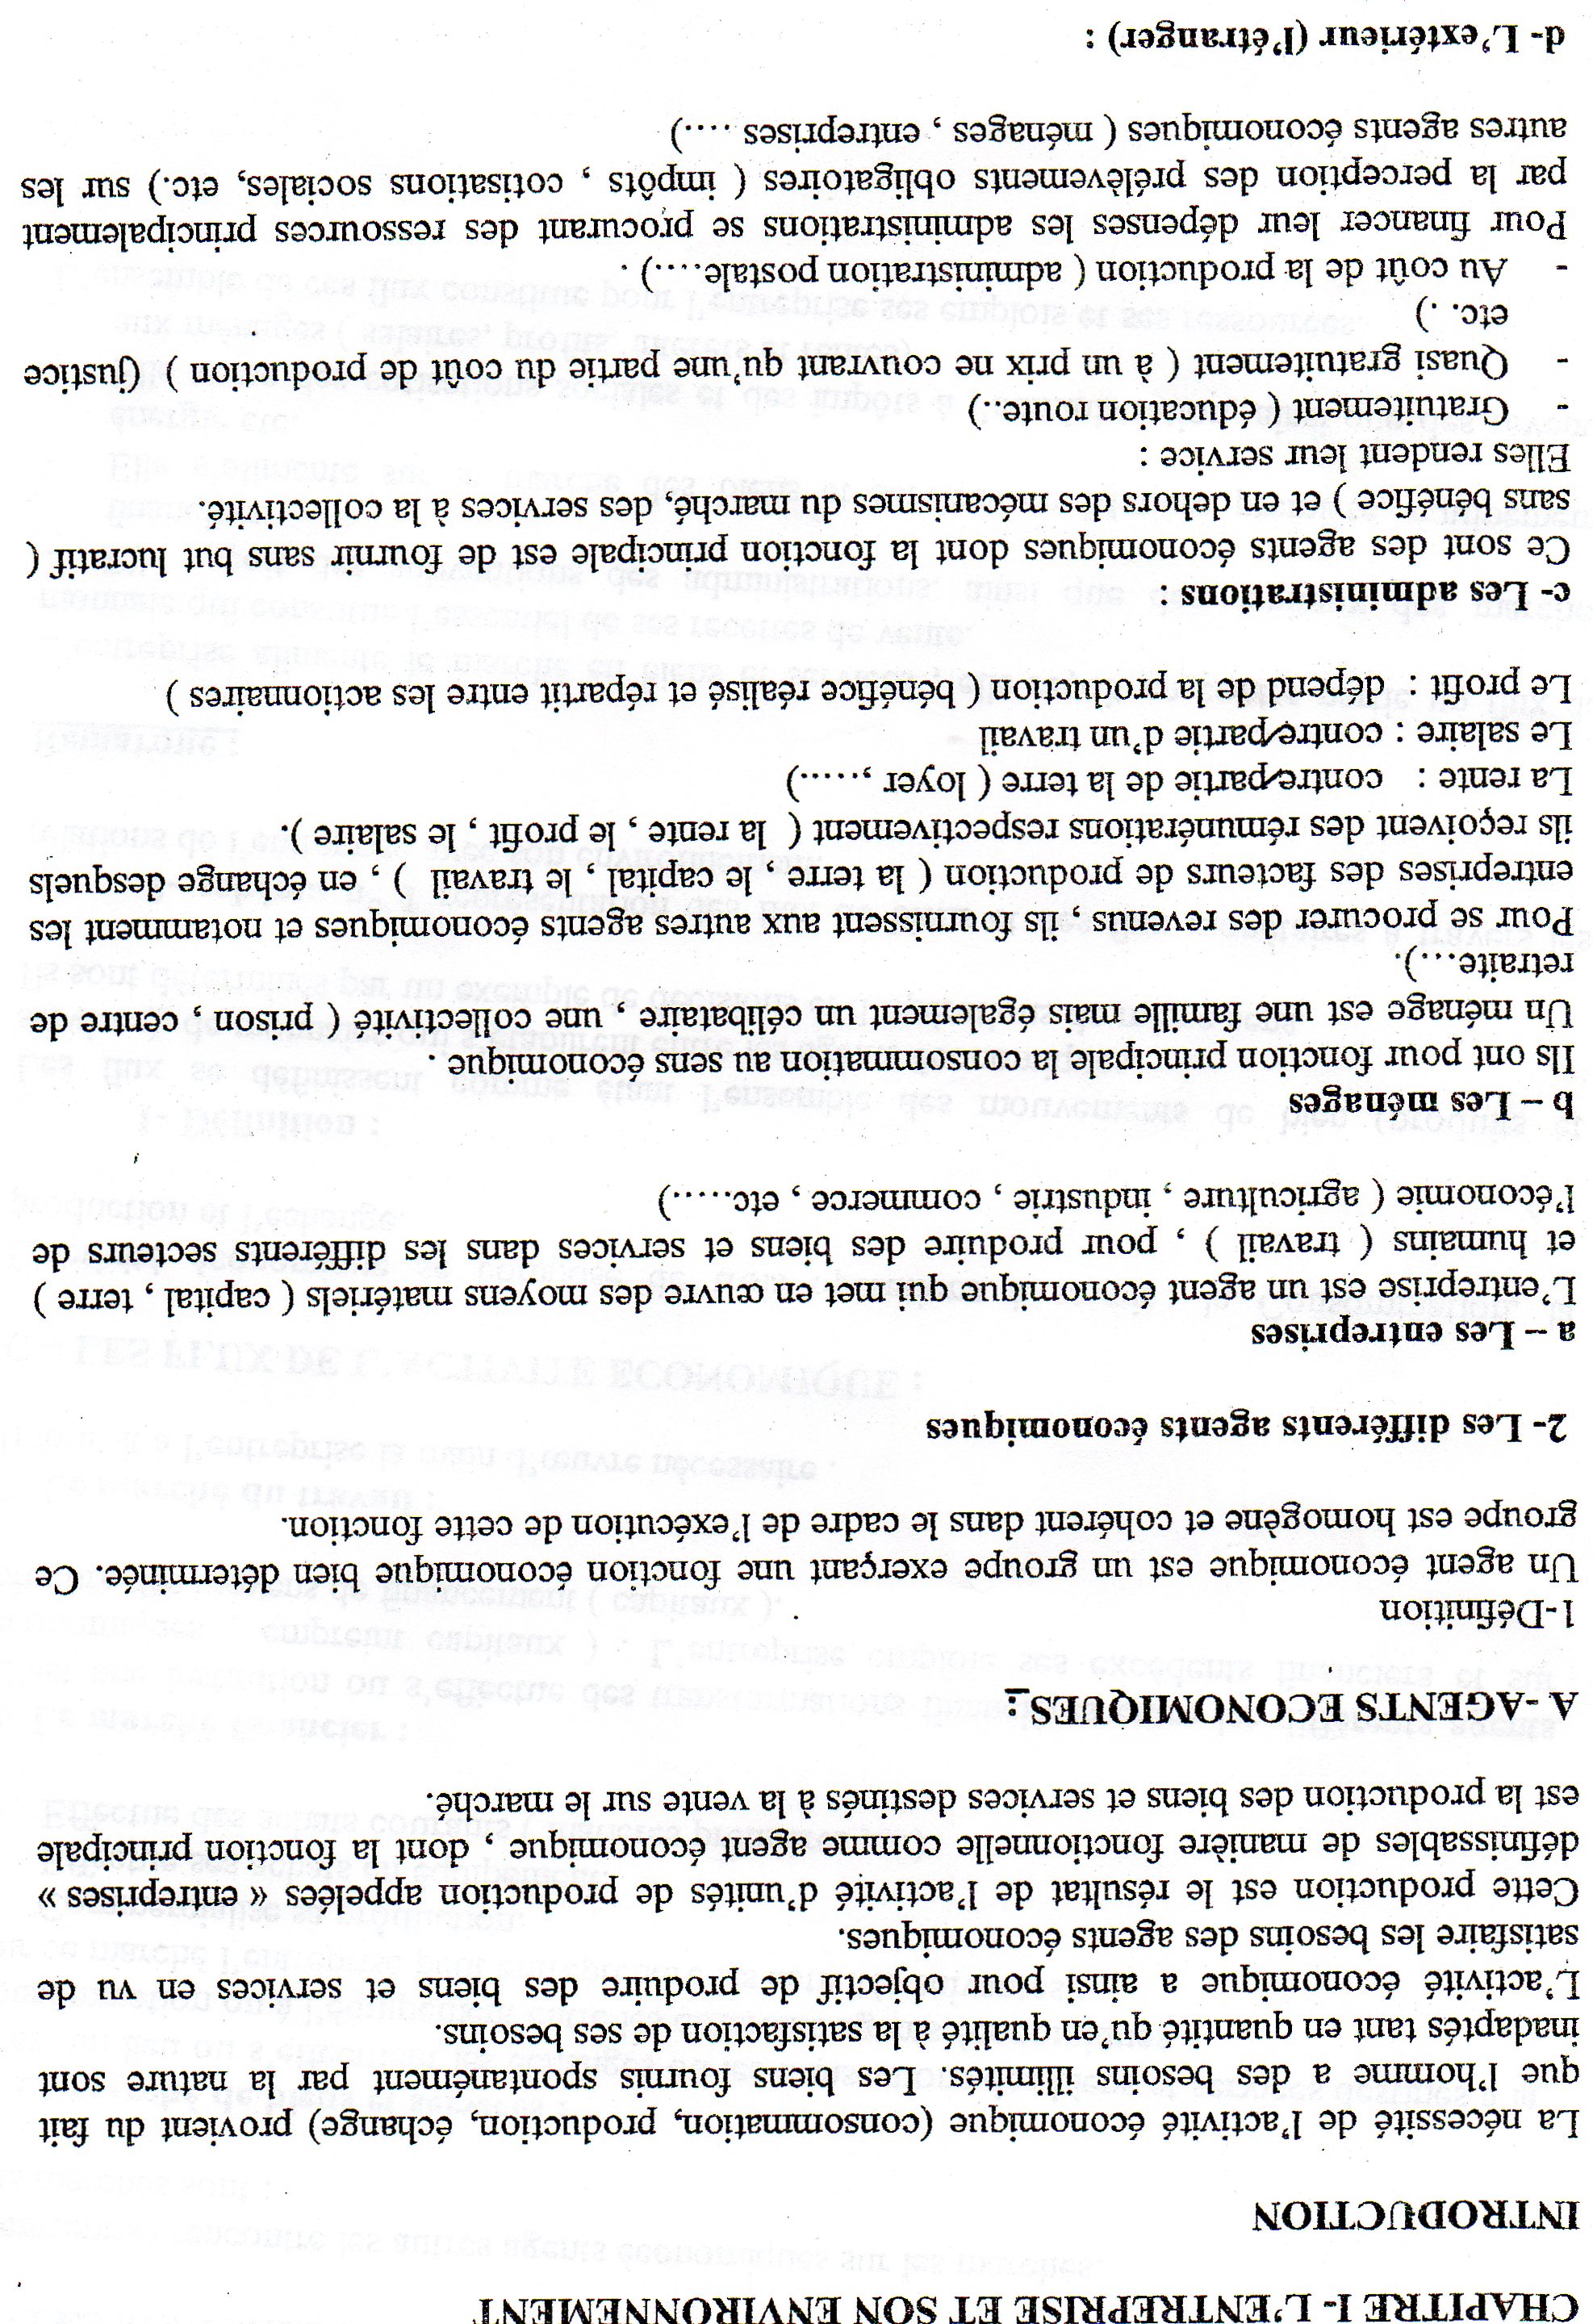 CHAPITRE I- L'ENTREPRISE ET SON ENVIRONNEMENT
INTRODUCTION
La nécessité de l'activité économique (consommation, production, échange) provient du fait
que l'homme a des besoins illimités. Les biens fournis spontanément par la nature sont
inadaptés tant en quantité qu'en qualité à la satisfaction de ses besoins.
L'activité économique a ainsi pour objectif de produire des biens et services en vu de
satisfaire les besoins des agents économiques.
Cette production est le résultat de l'activité d'unités de production appelées « entreprises »
définissables de manière fonctionnelle comme agent économique , dont la fonction principale
est la production des biens et services destinés à la vente sur le marché.
A -AGENTS ECONOMIQUES :
1-Définition
Un agent économique est un groupe exerçant une fonction économique bien déterminée. Ce
groupe est homogène et cohérent dans le cadre de l'exécution de cette fonction.
2- Les différents agents économiques
a – Les entreprises
L'entreprise est un agent économique qui met en œuvre des moyens matériels ( capital , terre )
et humains ( travail ) , pour produire des biens et services dans les différents secteurs de
l'économie ( agriculture , industrie , commerce , etc.....)
b – Les ménages
Ils ont pour fonction principale la consommation au sens économique .
Un ménage est une famille mais également un célibataire , une collectivité ( prison , centre de
retraite...).
Pour se procurer des revenus , ils fournissent aux autres agents économiques et notamment les
entreprises des facteurs de production ( la terre , le capital , le travail ) , en échange desquels
ils reçoivent des rémunérations respectivement ( la rente , le profit , le salaire ).
La rente : contrepartie de la terre ( loyer ,.....)
Le salaire : contrepartie d'un travail
Le profit : dépend de la production ( bénéfice réalisé et répartit entre les actionnaires )
c- Les administrations :
Ce sont des agents économiques dont la fonction principale est de fournir sans but lucratif (
sans bénéfice ) et en dehors des mécanismes du marché, des services à la collectivité.
Elles rendent leur service :
- Gratuitement ( éducation route..)
- Quasi gratuitement ( à un prix ne couvrant qu'une partie du coût de production ) (justice
etc. .)
- Au coût de la production ( administration postale....) .
Pour financer leur dépenses les administrations se procurant des ressources principalement
par la perception des prélèvements obligatoires ( impôts , cotisations sociales, etc.) sur les
autres agents économiques ( ménages , entreprises ....)
d- L'extérieur (l'étranger) :